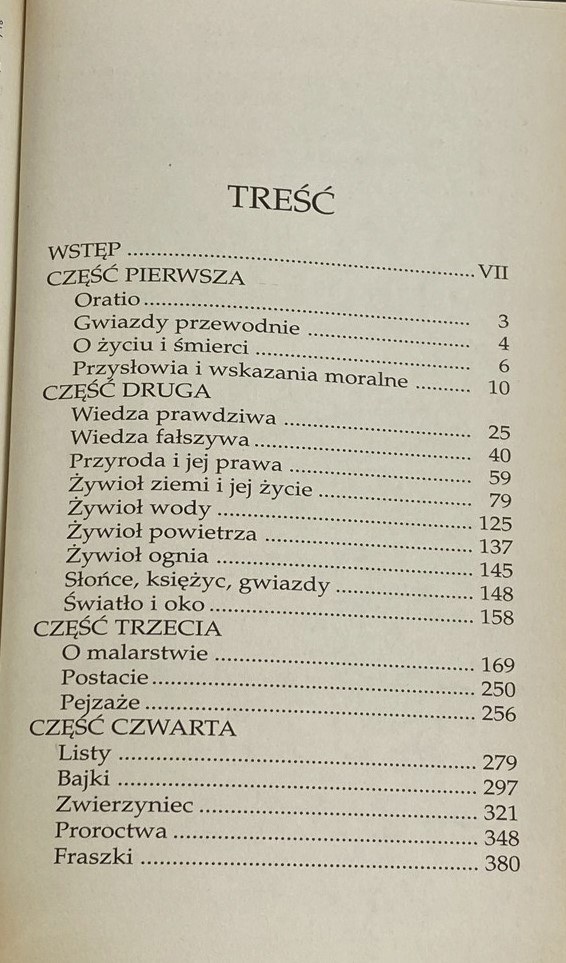 TREŚĆ
WSTĘP ........ VII
CZĘŚĆ PIERWSZA
Oratio ........ 3
Gwiazdy przewodnie ........ 4
O życiu i śmierci ........ 6
Przysłowia i wskazania moralne ........ 10
CZĘŚĆ DRUGA
Wiedza prawdziwa ........ 25
Wiedza fałszywa ........ 40
Przyroda i jej prawa ........ 59
Żywioł ziemi i jej życie ........ 79
Żywioł wody ........ 125
Żywioł powietrza ........ 137
Żywioł ognia ........ 145
Słońce, księżyc, gwiazdy ........ 148
Światło i oko ........ 158
CZĘŚĆ TRZECIA
O malarstwie ........ 169
Postacie ........ 250
Pejzaże ........ 256
CZĘŚĆ CZWARTA
Listy ........ 279
Bajki ........ 297
Zwierzyniec ........ 321
Proroctwa ........ 348
Fraszki ........ 380